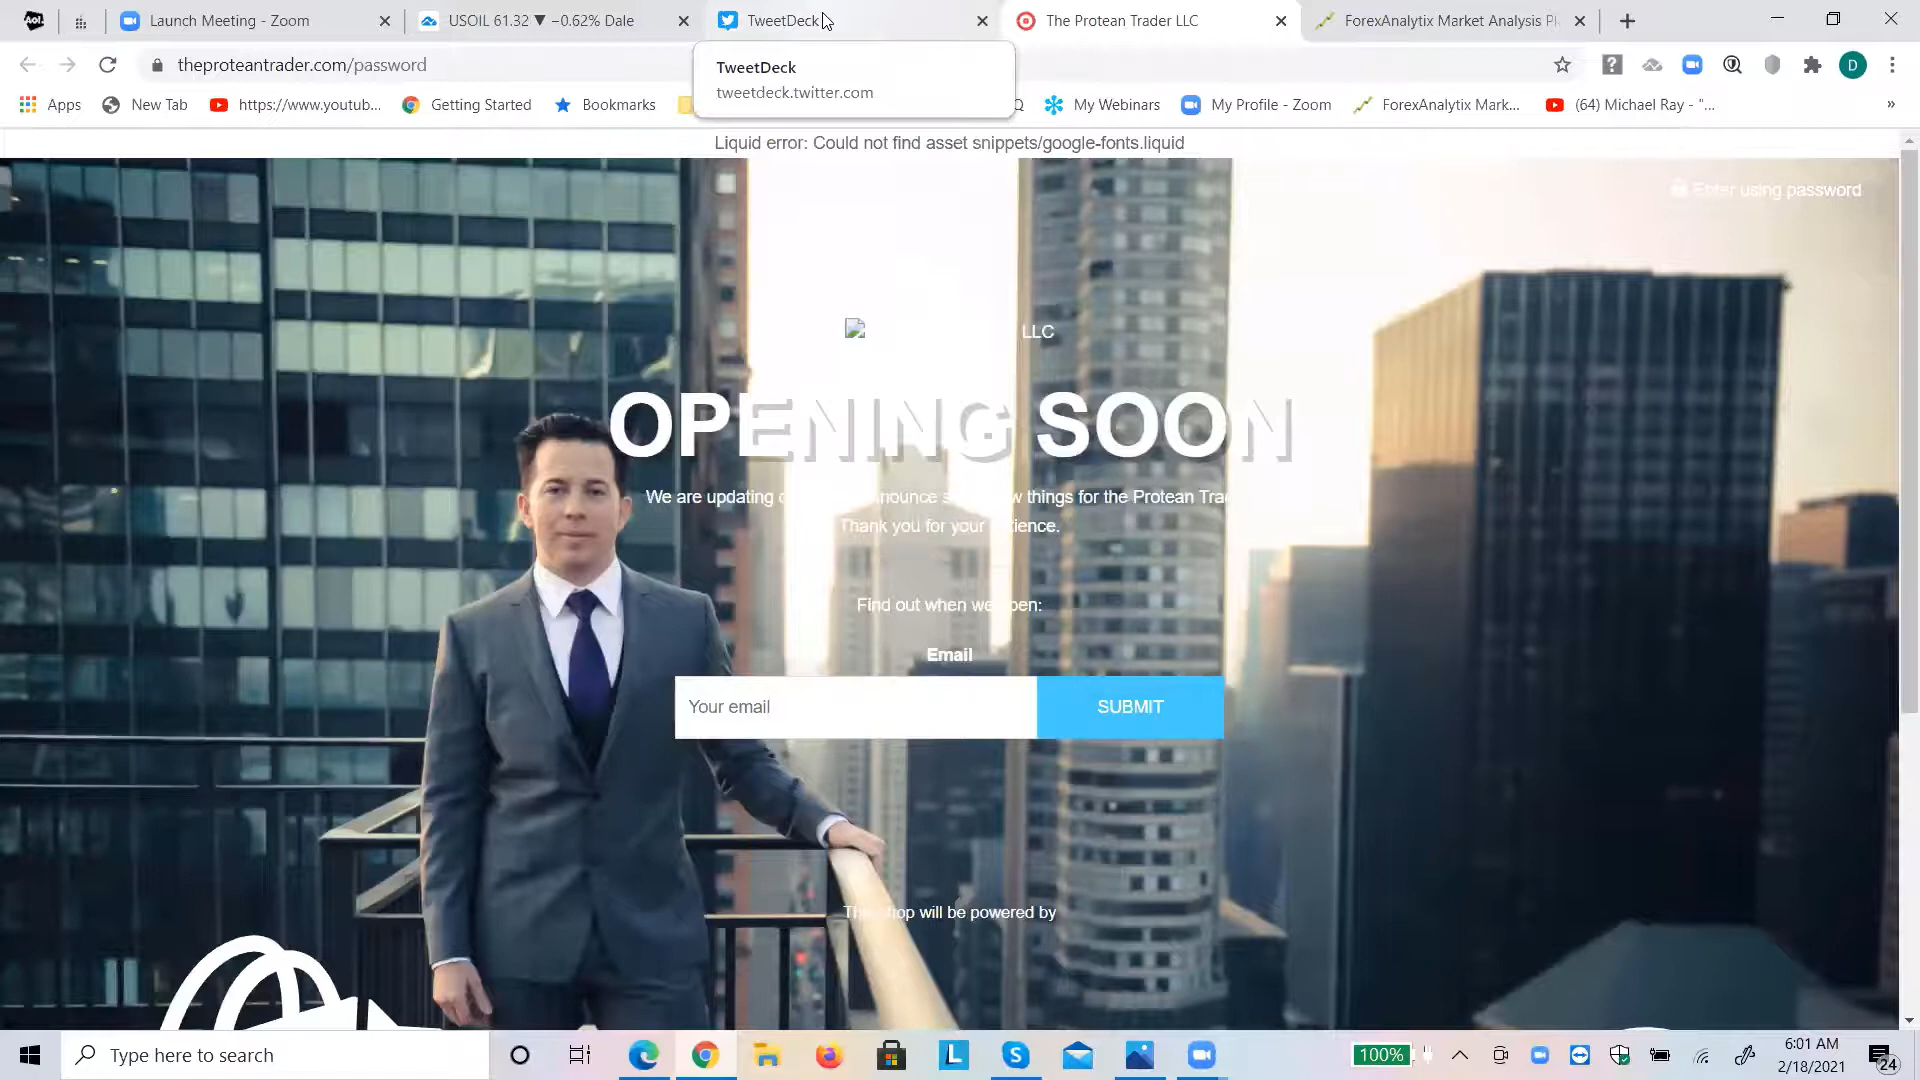 Aol.
Launch Meeting - Zoom
USOIL 61.32 ▼ −0.62% Dale
TweetDeck
The Protean Trader LLC
ForexAnalytix Market Analysis Pl
theproteantrader.com/password
TweetDeck
tweetdeck.twitter.com
D
Apps
New Tab
https://www.youtub...
Getting Started
Bookmarks
My Webinars
My Profile - Zoom
ForexAnalytix Mark...
(64) Michael Ray - "...
»
Liquid error: Could not find asset snippets/google-fonts.liquid
Enter using password
LLC
OPENING SOON
We are updating things for the Protean
Thank you for your
Find out when we open:
Email
Your email
SUBMIT
will be powered by
Type here to search
100%
6:01 AM
2/18/2021
24